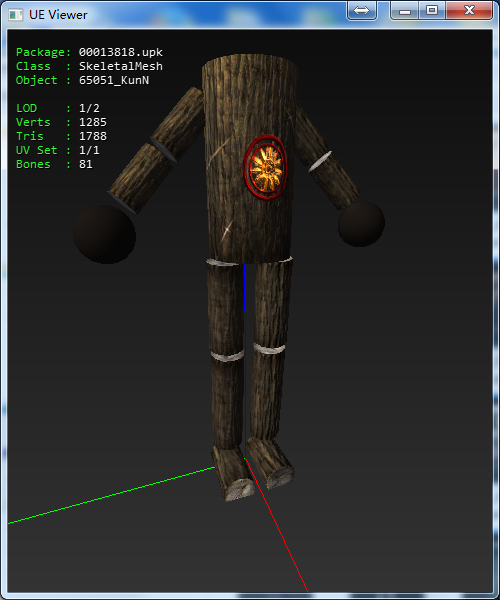 UE Viewer
Package: 00013818.upk
Class : SkeletalMesh
Object : 65051_KunN
LOD : 1/2
Verts : 1285
Tris : 1788
UV Set : 1/1
Bones : 81